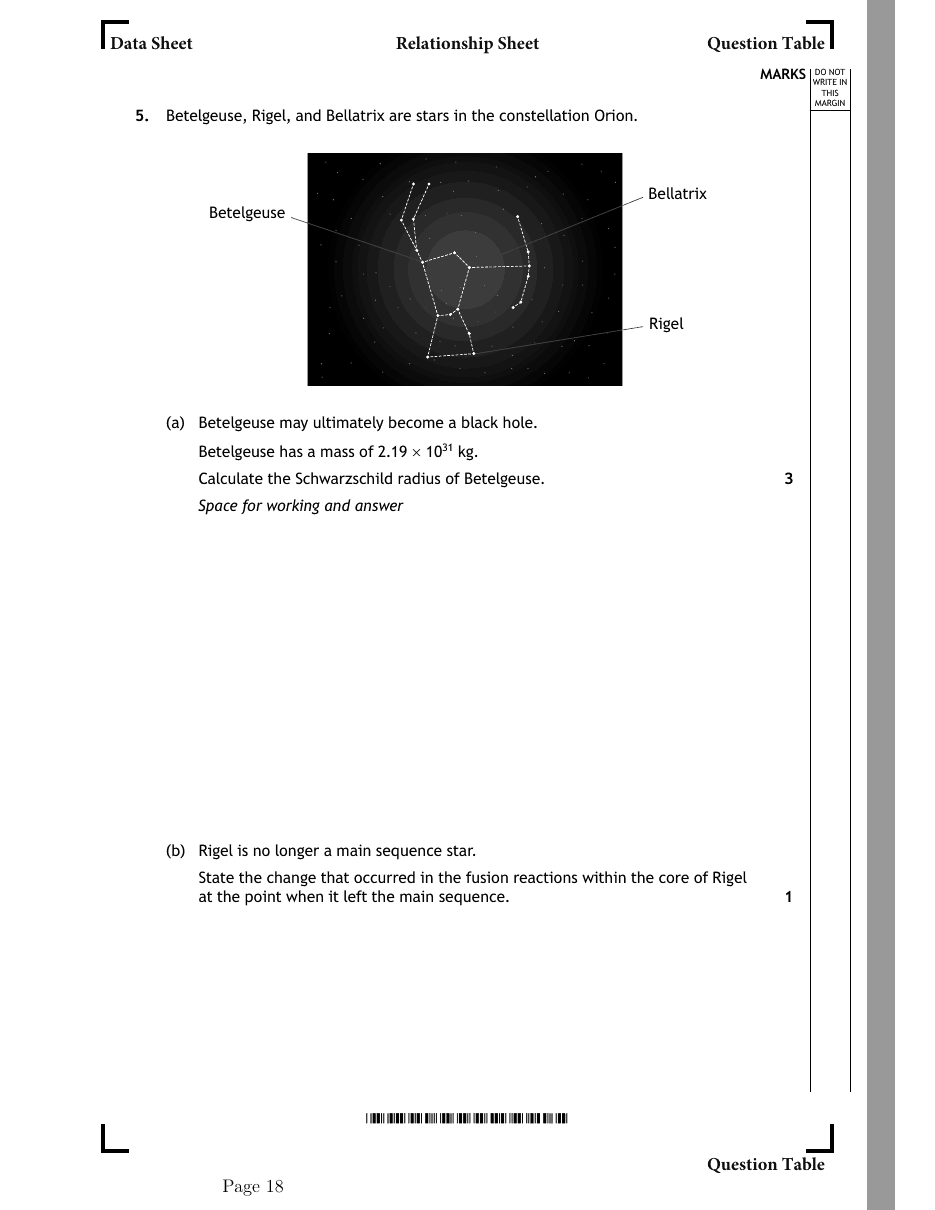 Data Sheet Relationship Sheet Question Table
MARKS
DO NOT
WRITE IN
THIS
MARGIN
5. Betelgeuse, Rigel, and Bellatrix are stars in the constellation Orion.
Bellatrix
Betelgeuse
Rigel
(a) Betelgeuse may ultimately become a black hole.
Betelgeuse has a mass of 2.19 × 10³¹ kg.
Calculate the Schwarzschild radius of Betelgeuse. 3
Space for working and answer
(b) Rigel is no longer a main sequence star.
State the change that occurred in the fusion reactions within the core of Rigel
at the point when it left the main sequence. 1
Question Table
Page 18